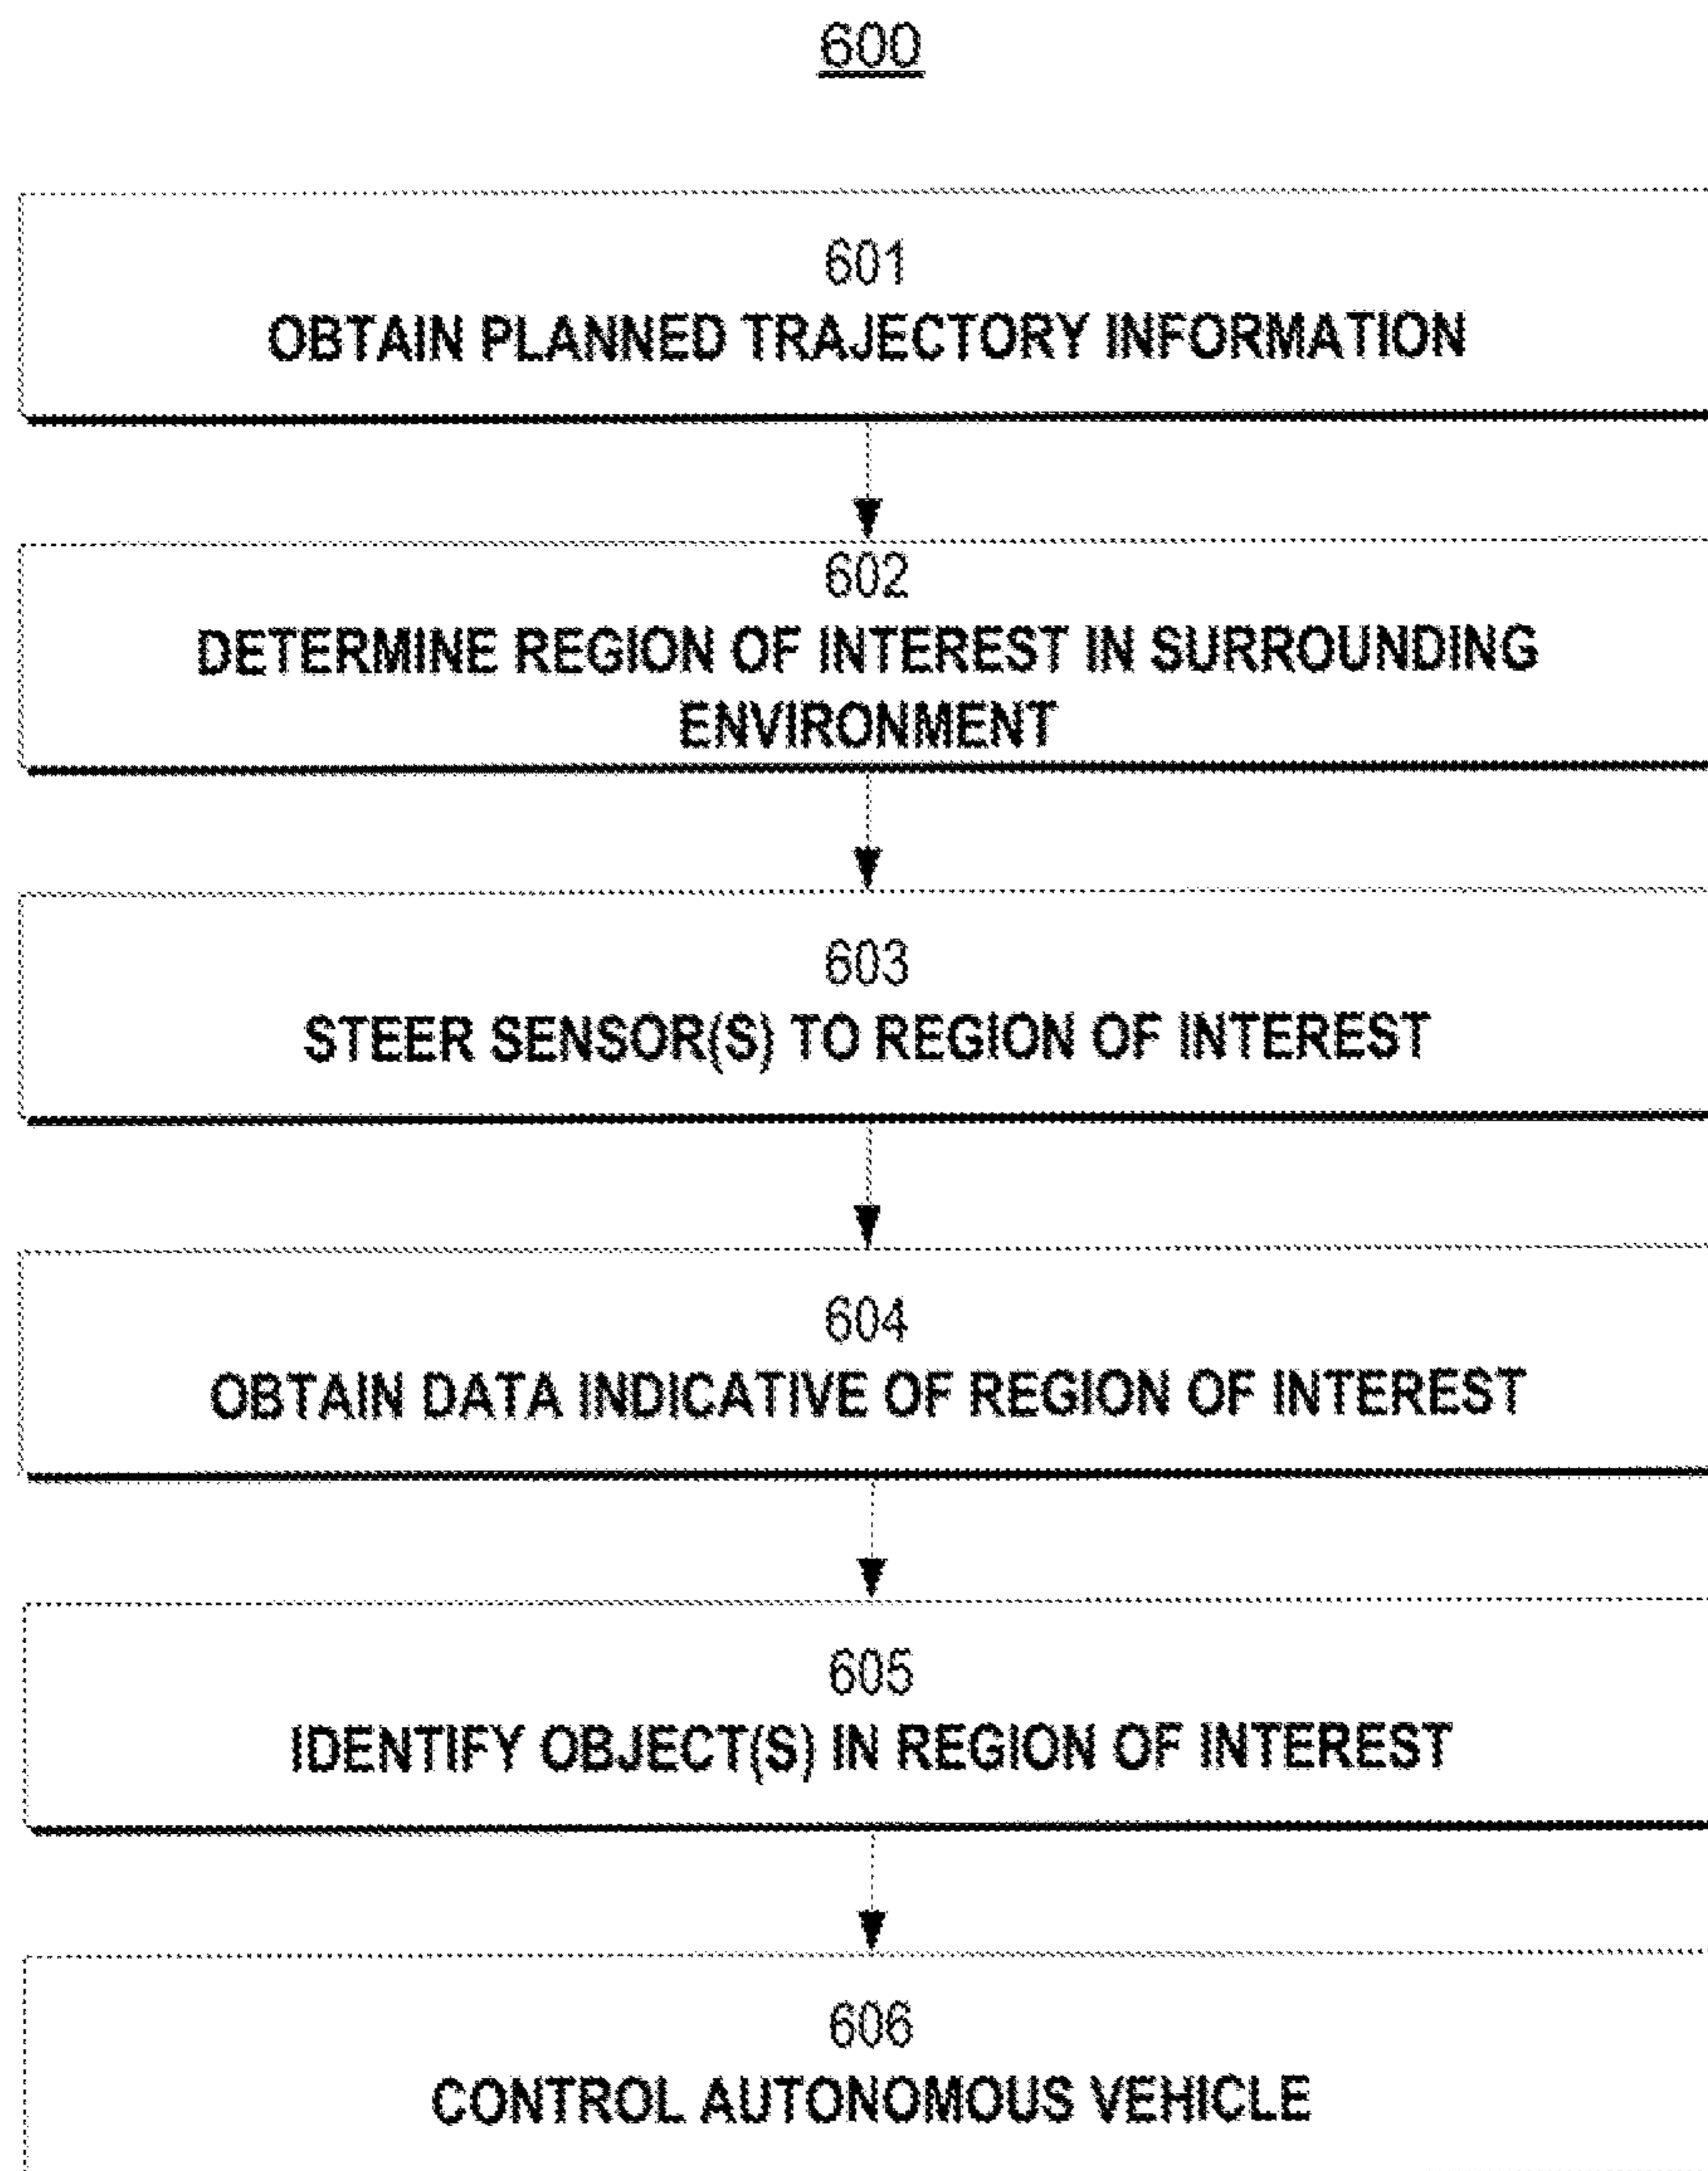 600
601
OBTAIN PLANNED TRAJECTORY INFORMATION
602
DETERMINE REGION OF INTEREST IN SURROUNDING
ENVIRONMENT
603
STEER SENSOR(S) TO REGION OF INTEREST
604
OBTAIN DATA INDICATIVE OF REGION OF INTEREST
605
IDENTIFY OBJECT(S) IN REGION OF INTEREST
606
CONTROL AUTONOMOUS VEHICLE